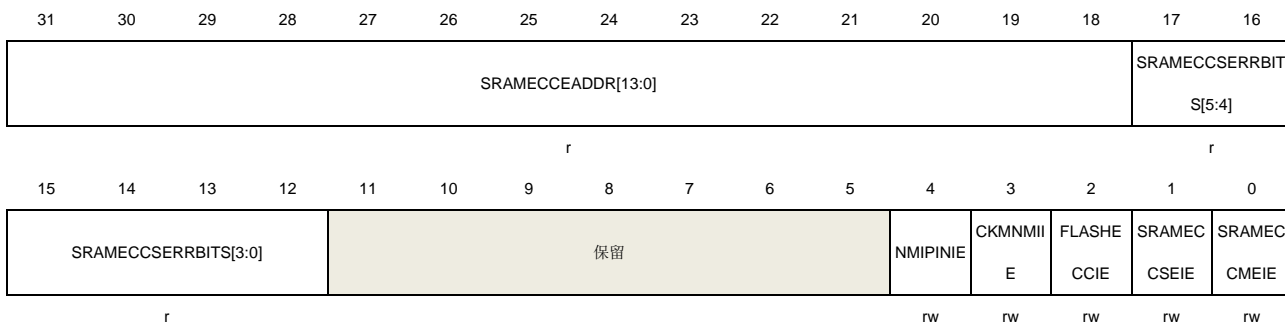 31 30 29 28 27 26 25 24 23 22 21 20 19 18 17 16
SRAMECCEADDR[13:0]
SRAMECCSERRBIT
S[5:4]
r r
15 14 13 12 11 10 9 8 7 6 5 4 3 2 1 0
SRAMECCSERRBITS[3:0]
保留
NMIPINIE
CKMNMII
E
FLASHE
CCIE
SRAMEC
CSEIE
SRAMEC
CMEIE
r rw rw rw rw rw